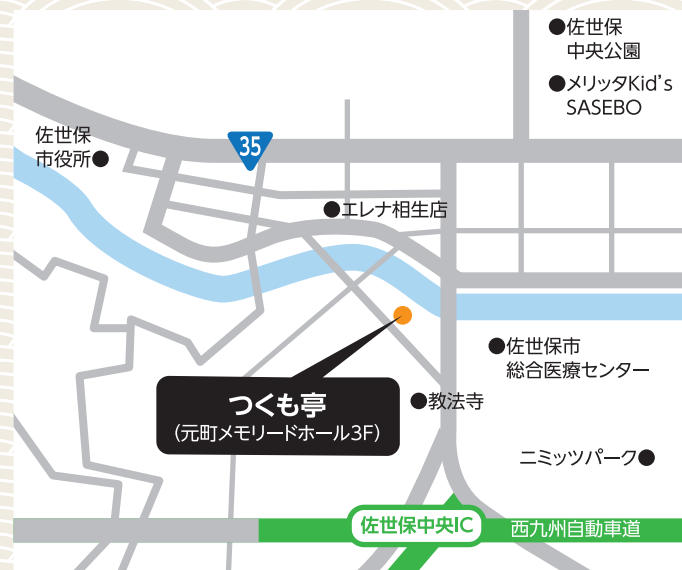 佐世保
中央公園
メリッタKid's
SASEBO
佐世保
市役所
35
エレナ相生店
佐世保市
総合医療センター
つくも亭
(元町メモリードホール3F)
教法寺
ニミッツパーク
佐世保中央IC
西九州自動車道